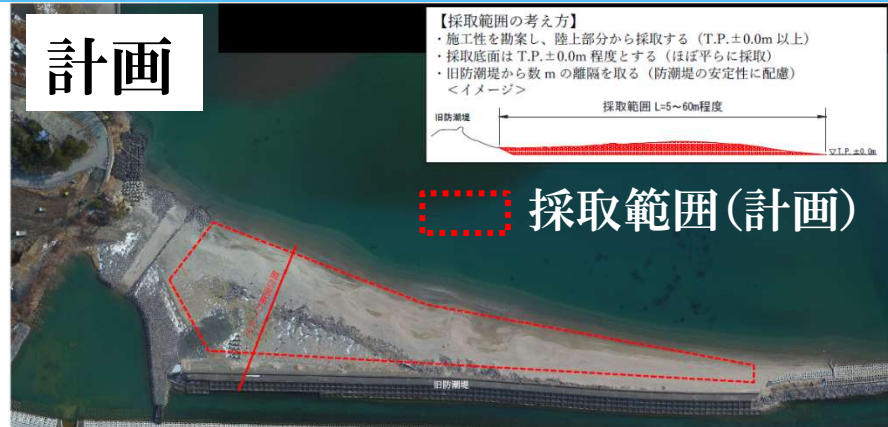 計画
【採取範囲の考え方】
・施工性を勘案し、陸上部分から採取する（T.P.±0.0m 以上）
・採取底面は T.P.±0.0m 程度とする（ほぼ平らに採取）
・旧防潮堤から数 m の離隔を取る（防潮堤の安定性に配慮）
＜イメージ＞
採取範囲 L=5～60m程度
旧防潮堤
▽T.P.±0.0m
採取範囲（計画）
旧防潮堤